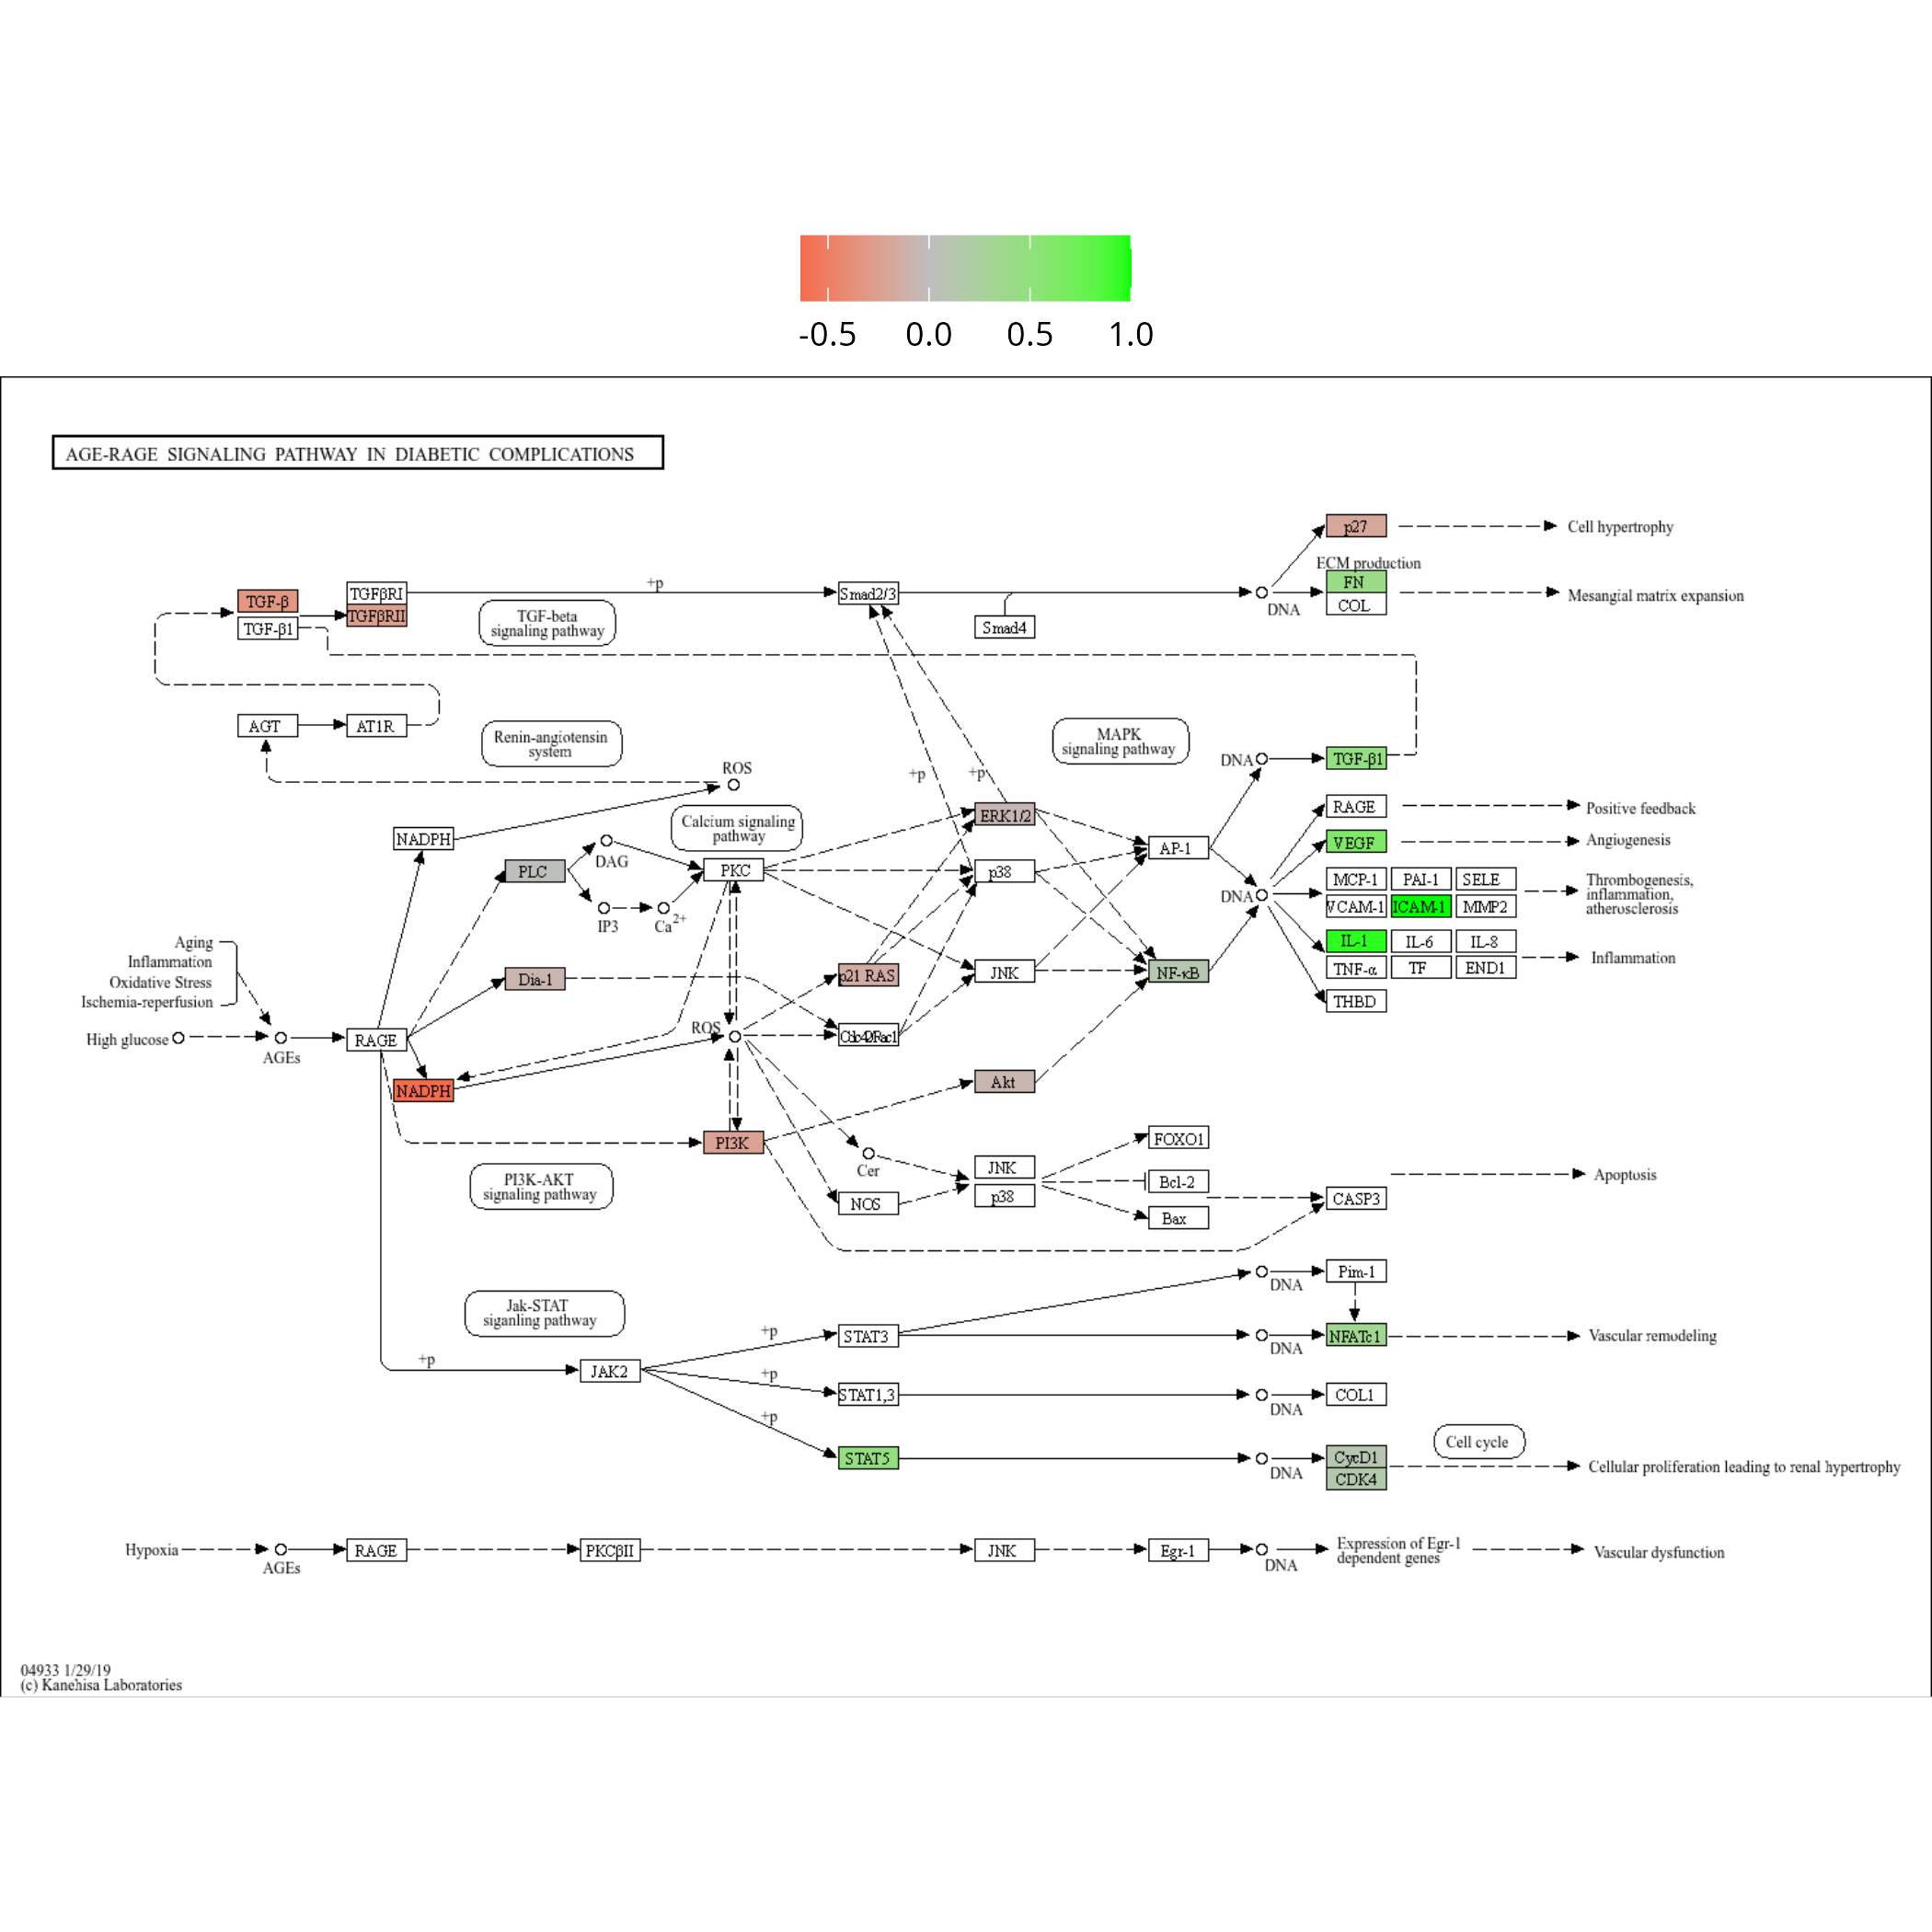 -0.5 0.0 0.5 1.0
AGE-RAGE SIGNALING PATHWAY IN DIABETIC COMPLICATIONS
p27
Cell hypertrophy
ECM production
FN
COL
Mesangial matrix expansion
DNA
TGF-β
TGF-β1
TGFβRI
TGFβRII
+p
TGF-beta
signaling pathway
Smad2/3
Smad4
AGT
AT1R
Renin-angiotensin
system
ROS
+p
+p
MAPK
signaling pathway
DNA
TGF-β1
NADPH
Calcium signaling
pathway
ERK1/2
RAGE
Positive feedback
PLC
DAG
IP3
Ca2+
PKC
p38
AP-1
VEGF
Angiogenesis
DNA
MCP-1 PAI-1 SELE
VCAM-1 ICAM-1 MMP2
Thrombogenesis,
inflammation,
atherosclerosis
IL-1 IL-6 IL-8
TNF-α TF END1
Inflammation
THBD
Aging
Inflammation
Oxidative Stress
Ischemia-reperfusion
High glucose
AGEs
RAGE
Dia-1
p21 RAS
JNK
NF-κB
ROS
NADPH
Akt
PI3K
PI3K-AKT
signaling pathway
Cer
NOS
JNK
p38
FOXO1
Bcl-2
Bax
CASP3
Apoptosis
Jak-STAT
siganling pathway
DNA
Pim-1
+p
JAK2
+p
STAT3
DNA
NFATc1
Vascular remodeling
+p
STAT1,3
DNA
COL1
+p
STAT5
DNA
CycD1
CDK4
Cell cycle
Cellular proliferation leading to renal hypertrophy
Hypoxia
AGEs
RAGE
PKCβII
JNK
Egr-1
DNA
Expression of Egr-1
dependent genes
Vascular dysfunction
04933 1/29/19
(c) Kanehisa Laboratories